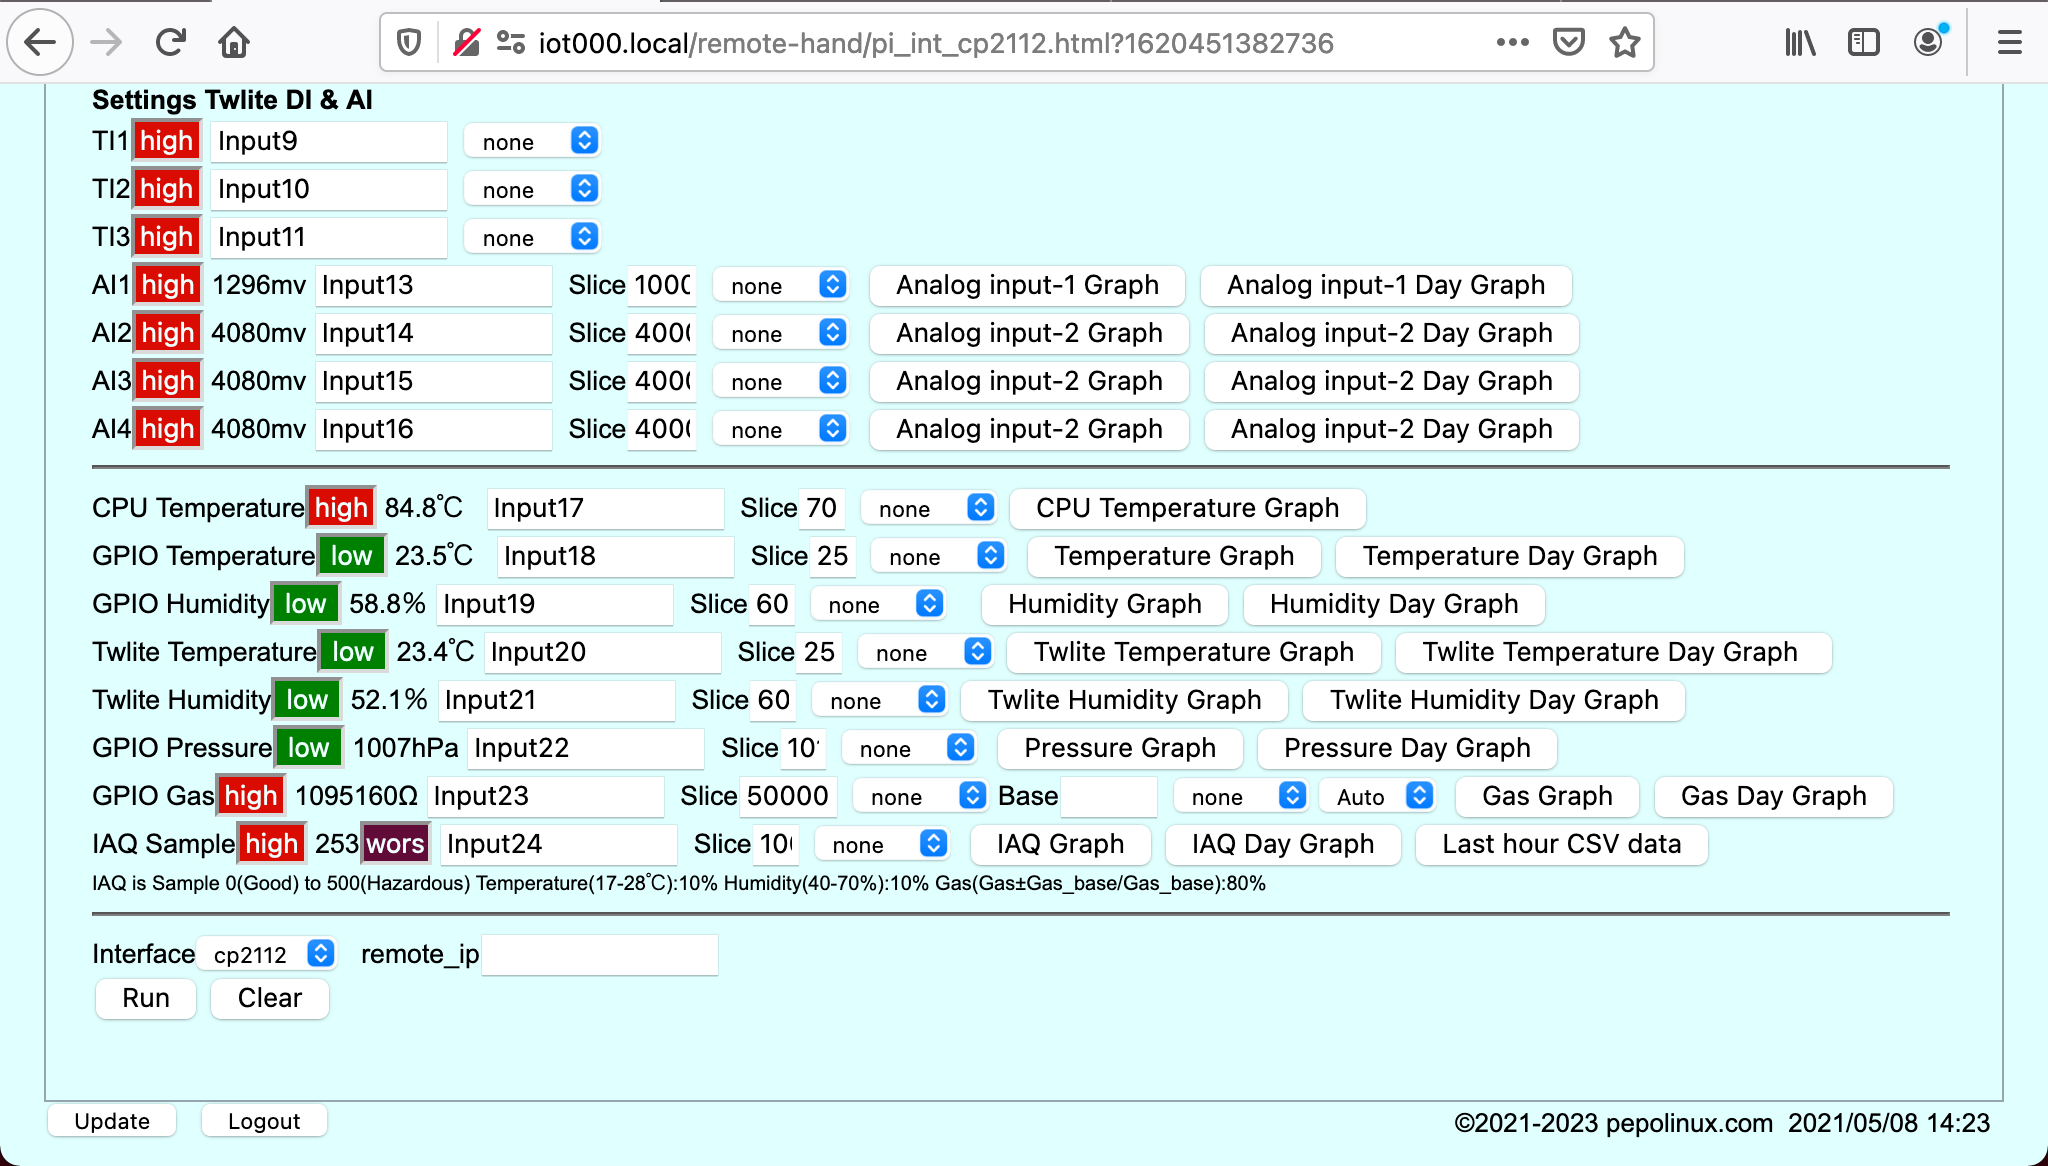 iot000.local/remote-hand/pi_int_cp2112.html?1620451382736
Settings Twlite DI & AI
TI1 high Input9 none
TI2 high Input10 none
TI3 high Input11 none
AI1 high 1296mv Input13 Slice 1000 none Analog input-1 Graph Analog input-1 Day Graph
AI2 high 4080mv Input14 Slice 400 none Analog input-2 Graph Analog input-2 Day Graph
AI3 high 4080mv Input15 Slice 400 none Analog input-2 Graph Analog input-2 Day Graph
AI4 high 4080mv Input16 Slice 400 none Analog input-2 Graph Analog input-2 Day Graph
CPU Temperature high 84.8℃ Input17 Slice 70 none CPU Temperature Graph
GPIO Temperature low 23.5℃ Input18 Slice 25 none Temperature Graph Temperature Day Graph
GPIO Humidity low 58.8% Input19 Slice 60 none Humidity Graph Humidity Day Graph
Twlite Temperature low 23.4℃ Input20 Slice 25 none Twlite Temperature Graph Twlite Temperature Day Graph
Twlite Humidity low 52.1% Input21 Slice 60 none Twlite Humidity Graph Twlite Humidity Day Graph
GPIO Pressure low 1007hPa Input22 Slice 10 none Pressure Graph Pressure Day Graph
GPIO Gas high 1095160Ω Input23 Slice 50000 none Base none Auto Gas Graph Gas Day Graph
IAQ Sample high 253 wors Input24 Slice 10 none IAQ Graph IAQ Day Graph Last hour CSV data
IAQ is Sample 0(Good) to 500(Hazardous) Temperature(17-28℃):10% Humidity(40-70%):10% Gas(Gas±Gas_base/Gas_base):80%
Interface cp2112 remote_ip
Run Clear
Update Logout ©2021-2023 pepolinux.com 2021/05/08 14:23